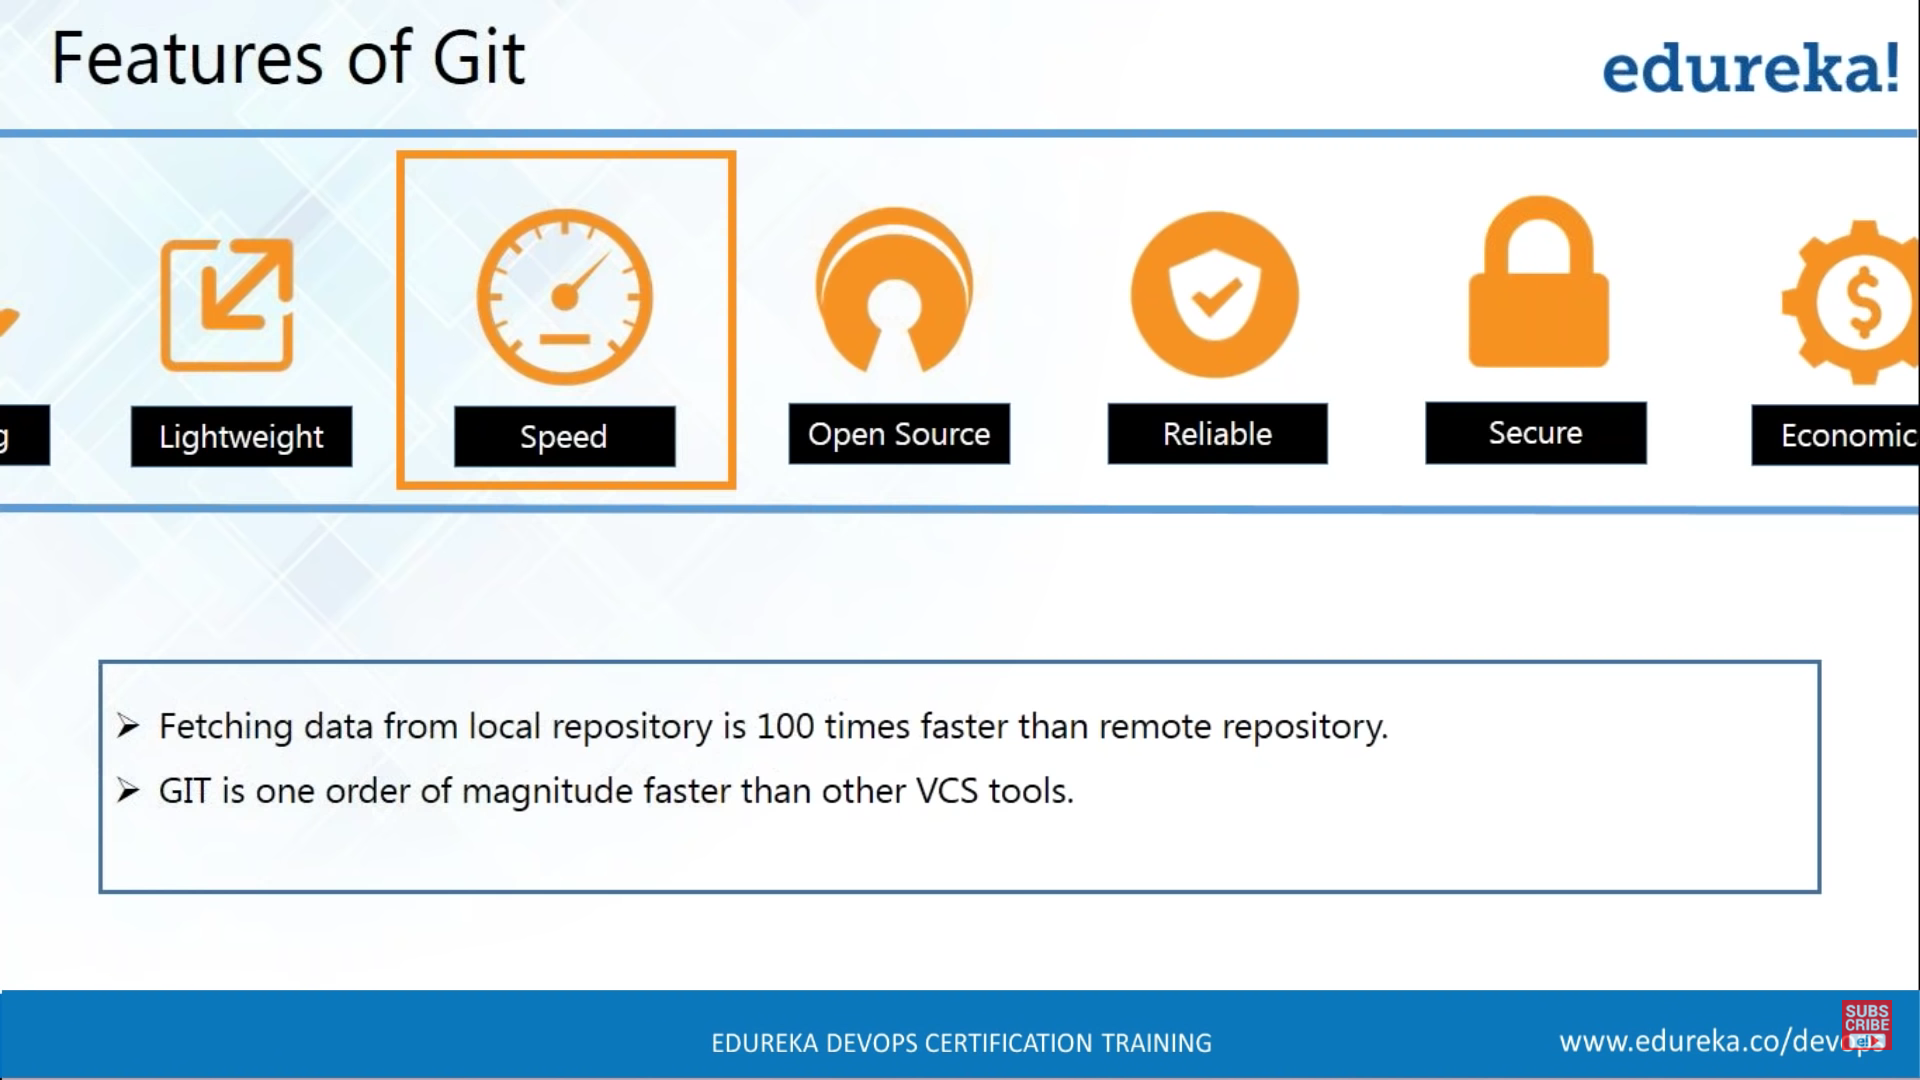 Features of Git
edureka!
g
Lightweight
Speed
Open Source
Reliable
Secure
Economic
Fetching data from local repository is 100 times faster than remote repository.
GIT is one order of magnitude faster than other VCS tools.
EDUREKA DEVOPS CERTIFICATION TRAINING
www.edureka.co/devops
SUBS
CRIBE
e!